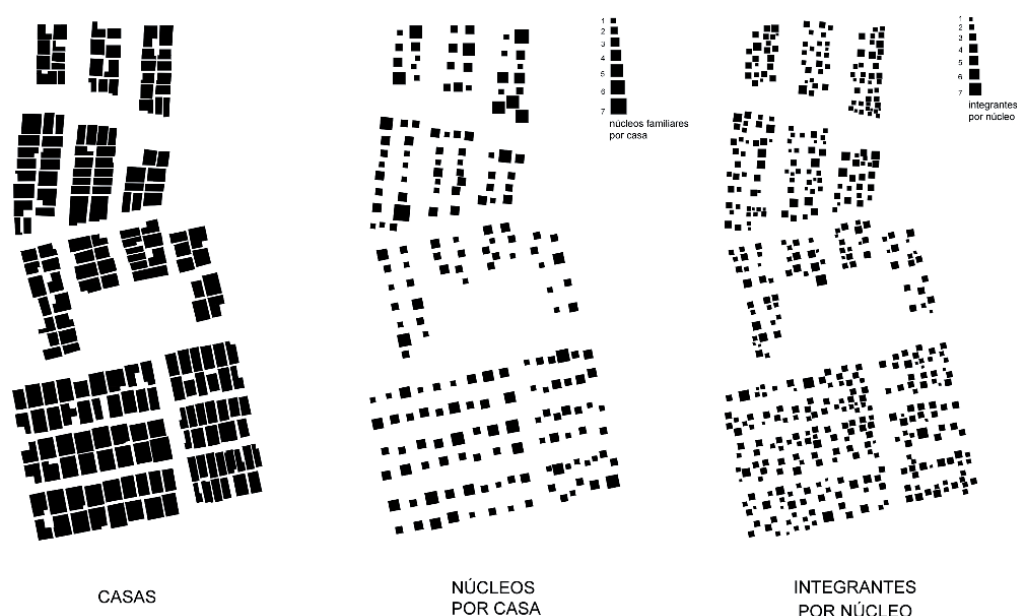 1
2
3
4
5
6
7
núcleos familiares
por casa
1
2
3
4
5
6
7
integrantes
por núcleo
CASAS
NÚCLEOS
POR CASA
INTEGRANTES
POR NÚCLEO